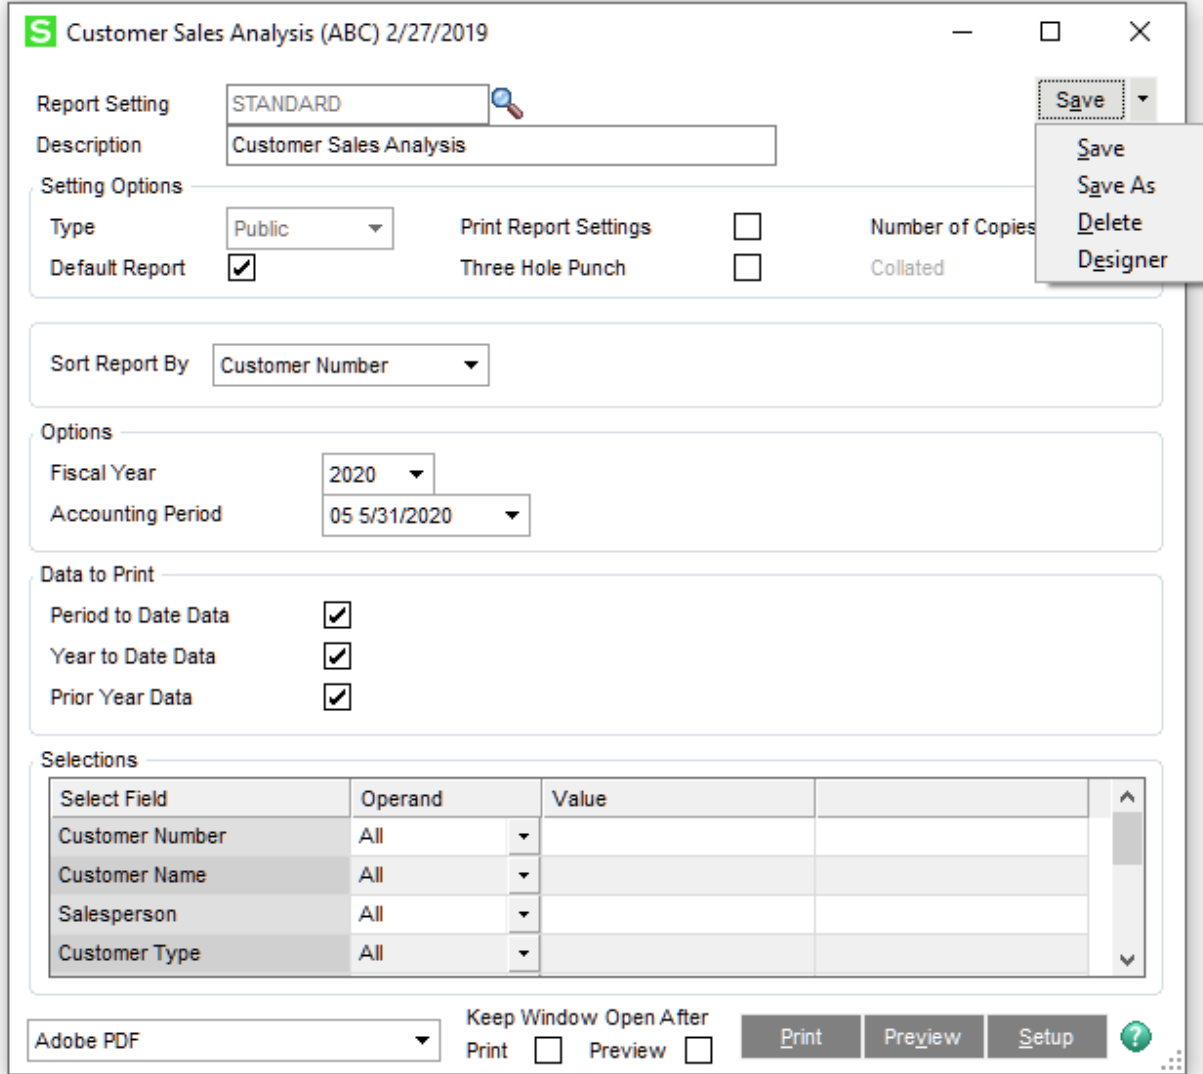 S Customer Sales Analysis (ABC) 2/27/2019
Report Setting STANDARD Save
Description Customer Sales Analysis
Save
Save As
Delete
Designer
Setting Options
Type Public Print Report Settings Number of Copies
Default Report Three Hole Punch Collated
Sort Report By Customer Number
Options
Fiscal Year 2020
Accounting Period 05 5/31/2020
Data to Print
Period to Date Data
Year to Date Data
Prior Year Data
Selections
Select Field Operand Value
Customer Number All
Customer Name All
Salesperson All
Customer Type All
Adobe PDF
Keep Window Open After
Print Preview
Print Preview Setup ?